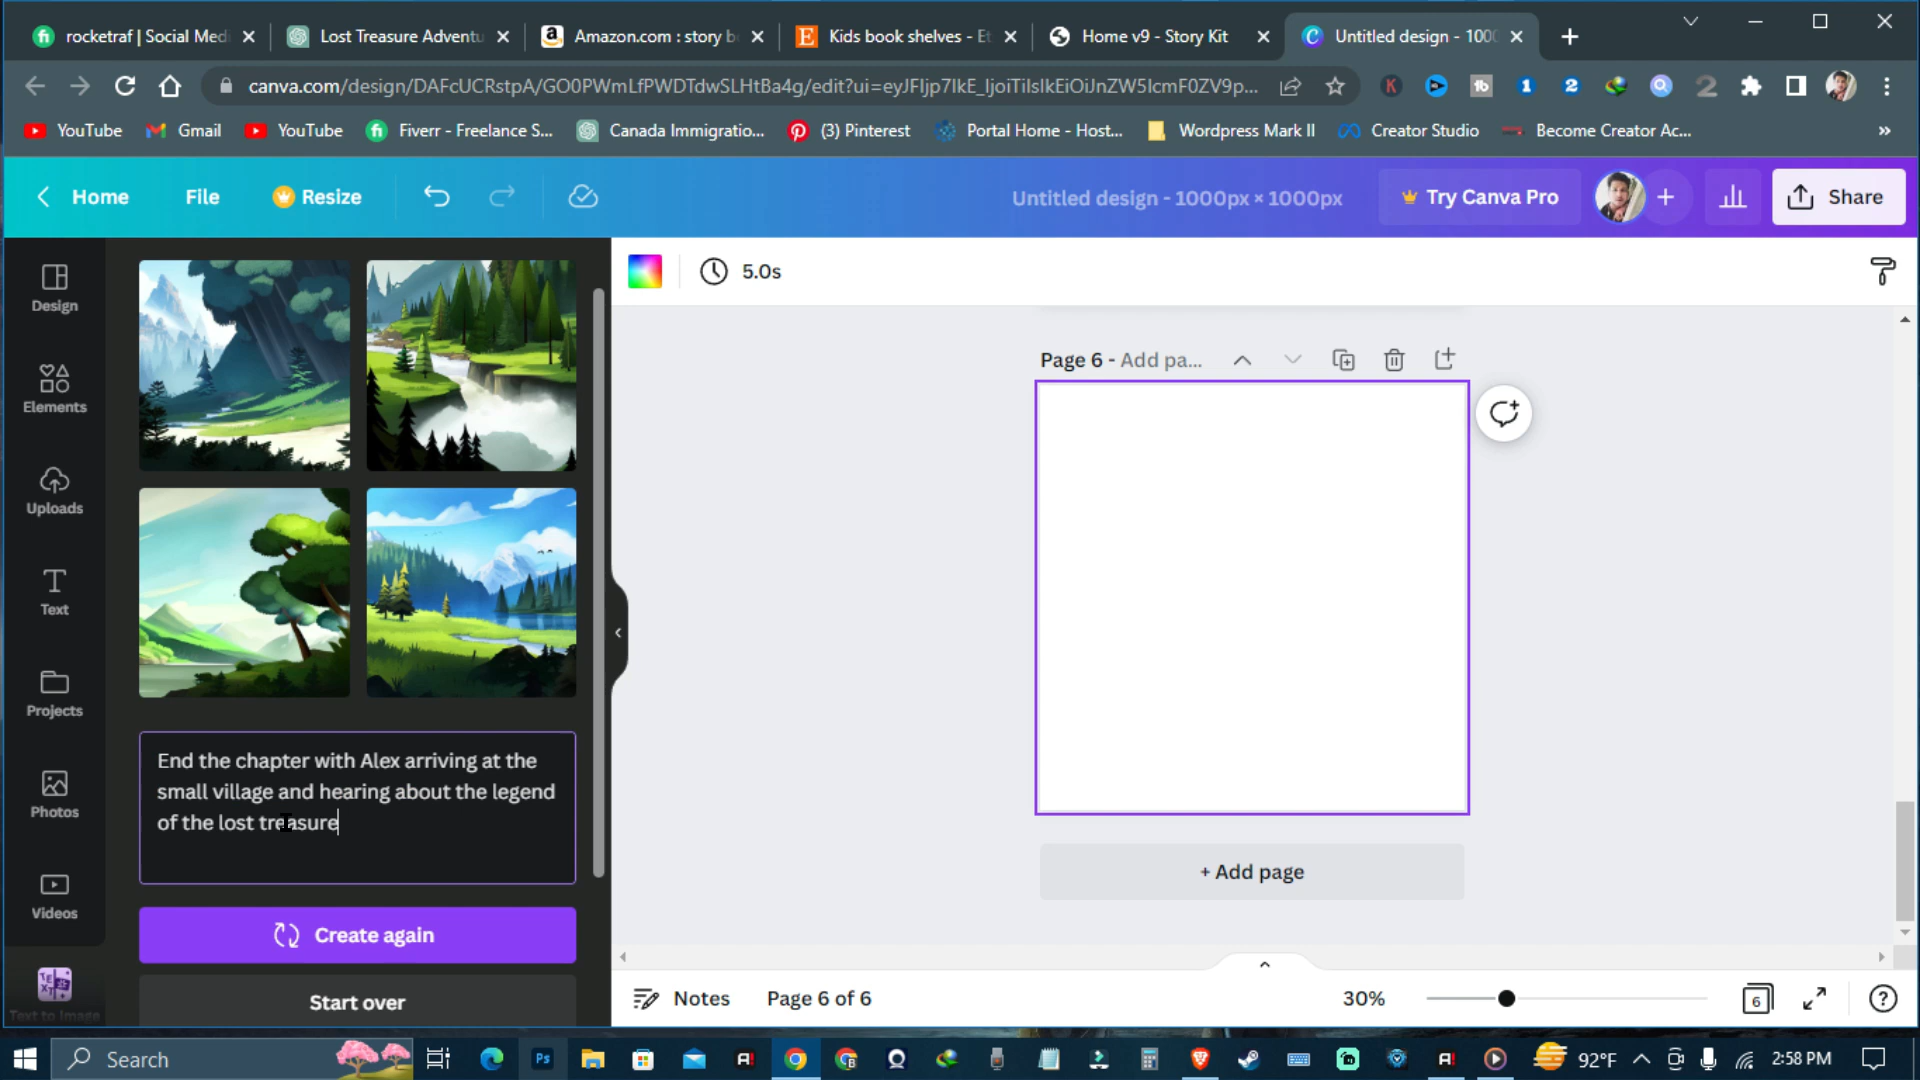 rocketraf | Social Med
Lost Treasure Adventu
Amazon.com : story b
Kids book shelves - Et
Home v9 - Story Kit
Untitled design - 100
canva.com/design/DAFcUCRstpA/GO0PWmLfPWDTdwSLHtBa4g/edit?ui=eyJFIjp7IkE_IjoiTilsIkEiOiJnZW5lcmF0ZV9p...
YouTube
Gmail
YouTube
Fiverr - Freelance S...
Canada Immigratio...
(3) Pinterest
Portal Home - Host...
Wordpress Mark II
Creator Studio
Become Creator Ac...
»
Home
File
Resize
Untitled design - 1000px × 1000px
Try Canva Pro
Share
Design
Elements
Uploads
Text
Projects
Photos
Videos
Text to Image
5.0s
Page 6 - Add pa...
End the chapter with Alex arriving at the
small village and hearing about the legend
of the lost treasure
Create again
Start over
+ Add page
Notes
Page 6 of 6
30%
6
Search
92°F
2:58 PM